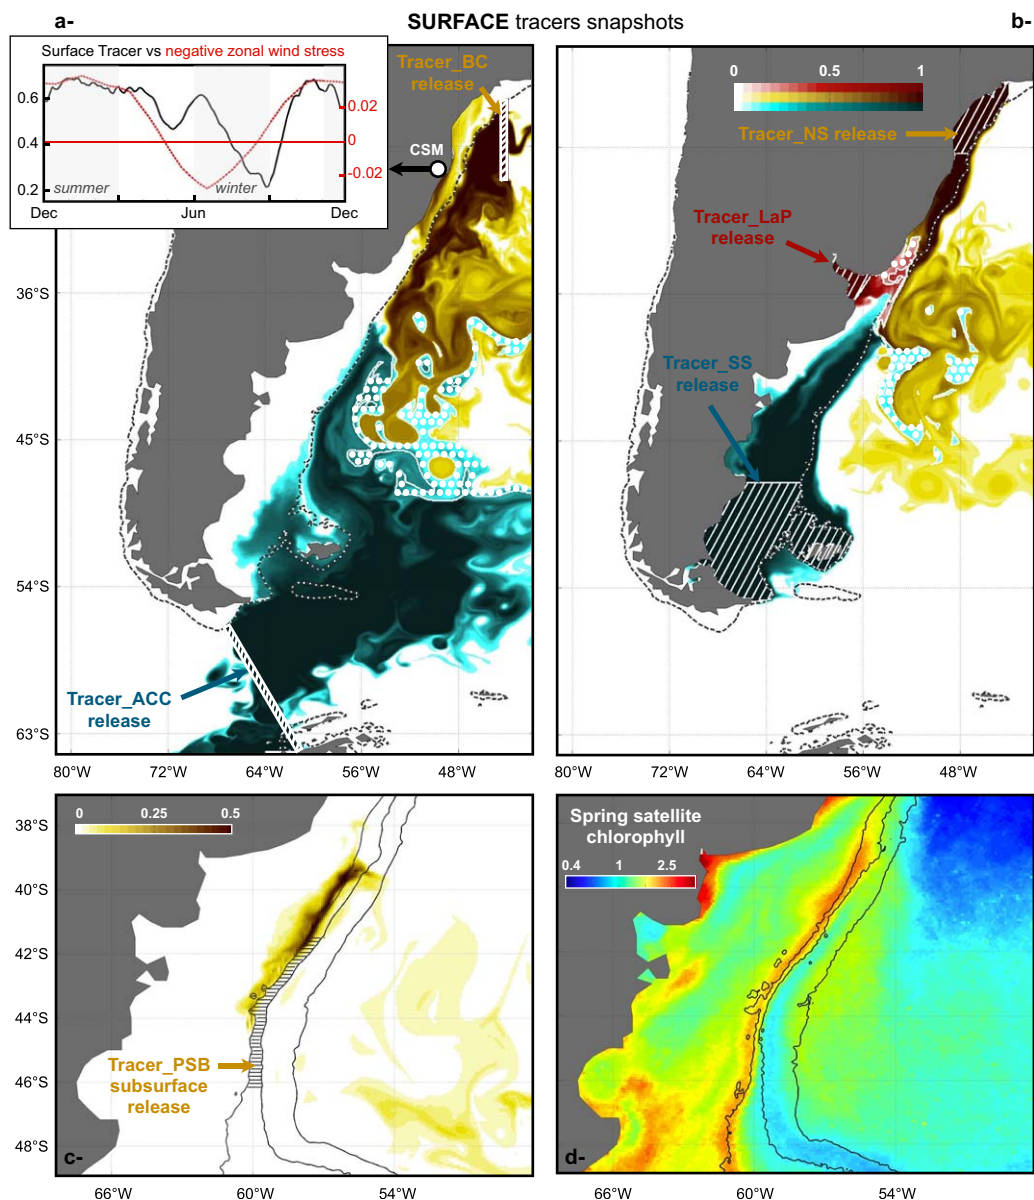 a-
SURFACE tracers snapshots
b-
Surface Tracer vs negative zonal wind stress
0.6
0.4
0.2
0.02
0
-0.02
summer
winter
Dec
Jun
Dec
CSM
Tracer_BC
release
0
0.5
1
Tracer_NS release
Tracer_LaP
release
Tracer_SS
release
Tracer_ACC
release
36°S
45°S
54°S
63°S
80°W
72°W
64°W
56°W
48°W
80°W
72°W
64°W
56°W
48°W
0
0.25
0.5
Tracer_PSB
subsurface
release
c-
38°S
40°S
42°S
44°S
46°S
48°S
66°W
60°W
54°W
Spring satellite
chlorophyll
0.4
1
2.5
d-
66°W
60°W
54°W